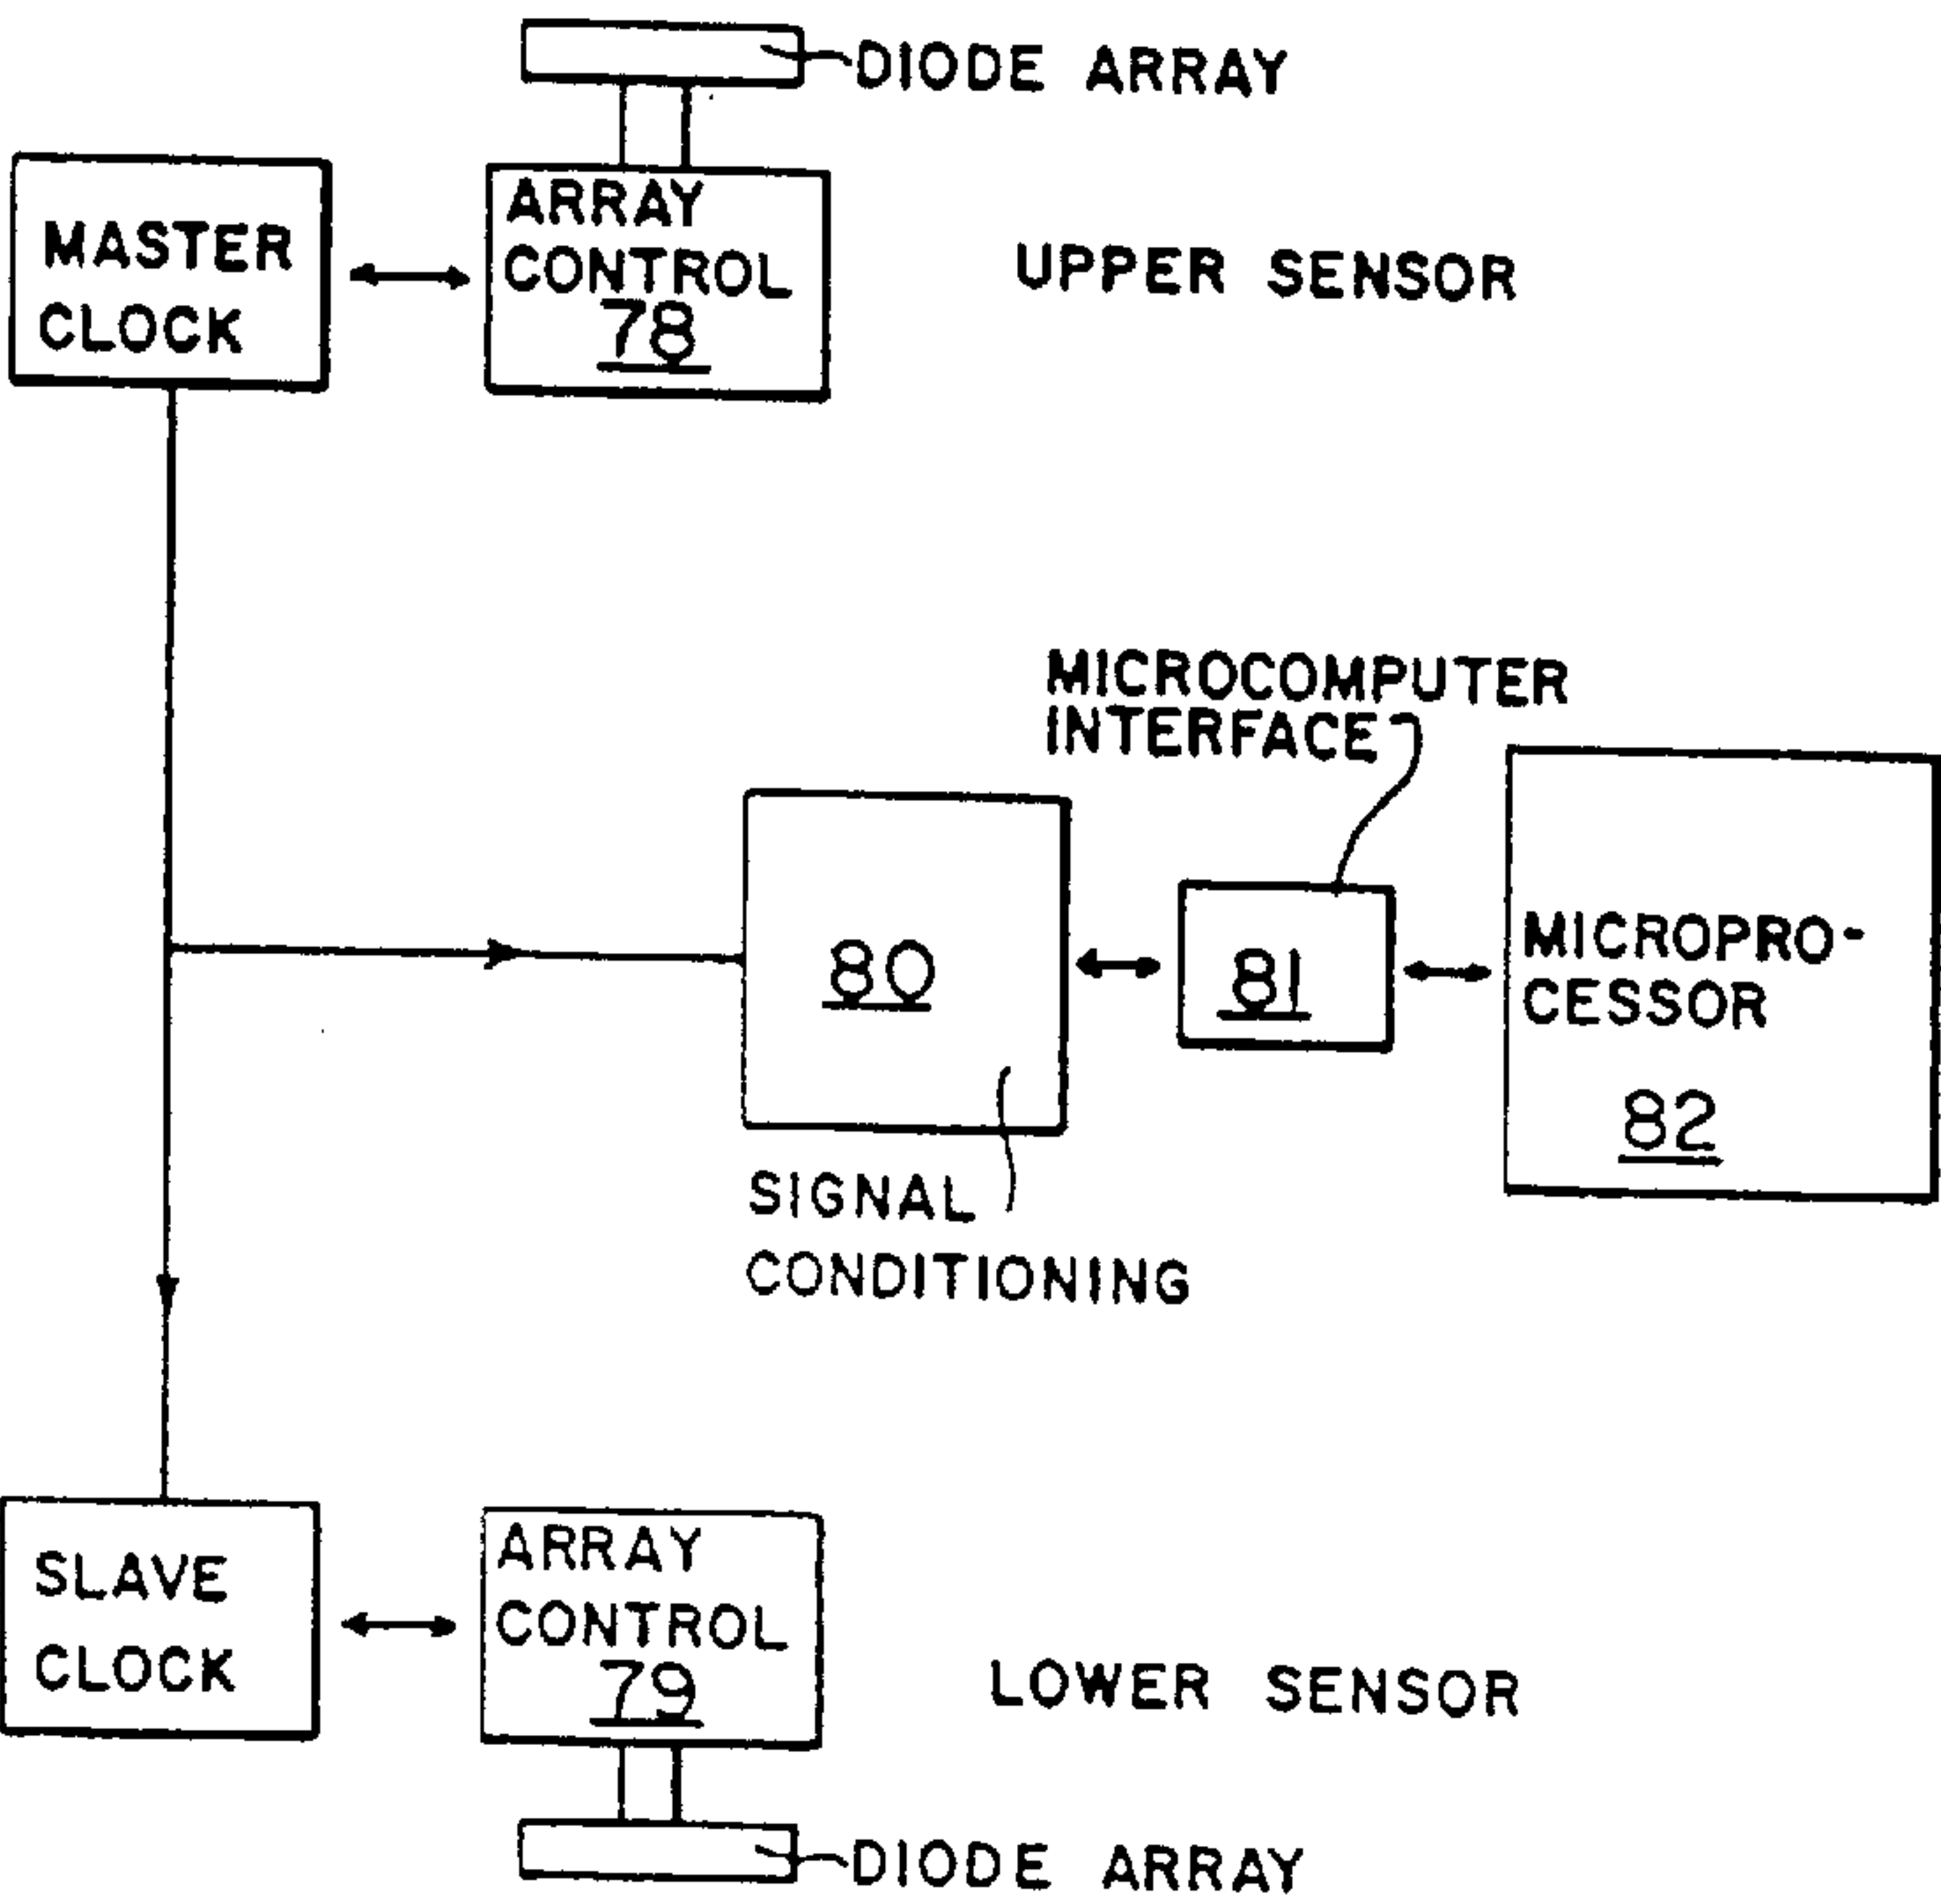 DIODE ARRAY
MASTER
CLOCK
ARRAY
CONTROL
78
UPPER SENSOR
MICROCOMPUTER
INTERFACE
80
81
MICROPRO-
CESSOR
82
SIGNAL
CONDITIONING
SLAVE
CLOCK
ARRAY
CONTROL
79
LOWER SENSOR
DIODE ARRAY